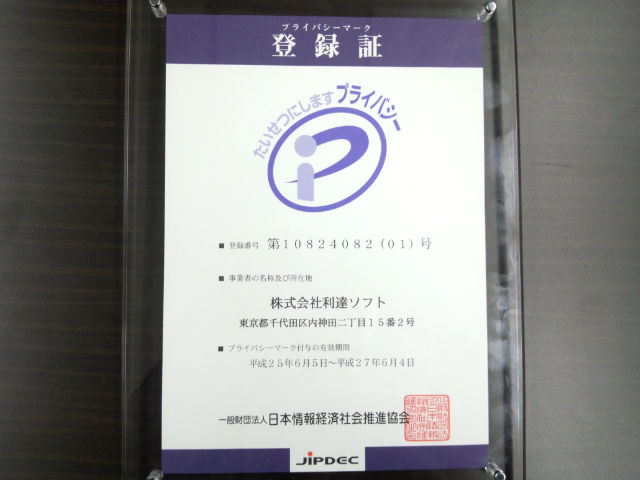 プライバシーマーク
登録証
たいせつにしますプライバシー
■ 登録番号 第10824082(01)号
■ 事業者の名称及び所在地
株式会社利達ソフト
東京都千代田区内神田二丁目15番2号
■ プライバシーマーク付与の有効期間
平成25年6月5日~平成27年6月4日
一般財団法人日本情報経済社会推進協会
JIPDEC